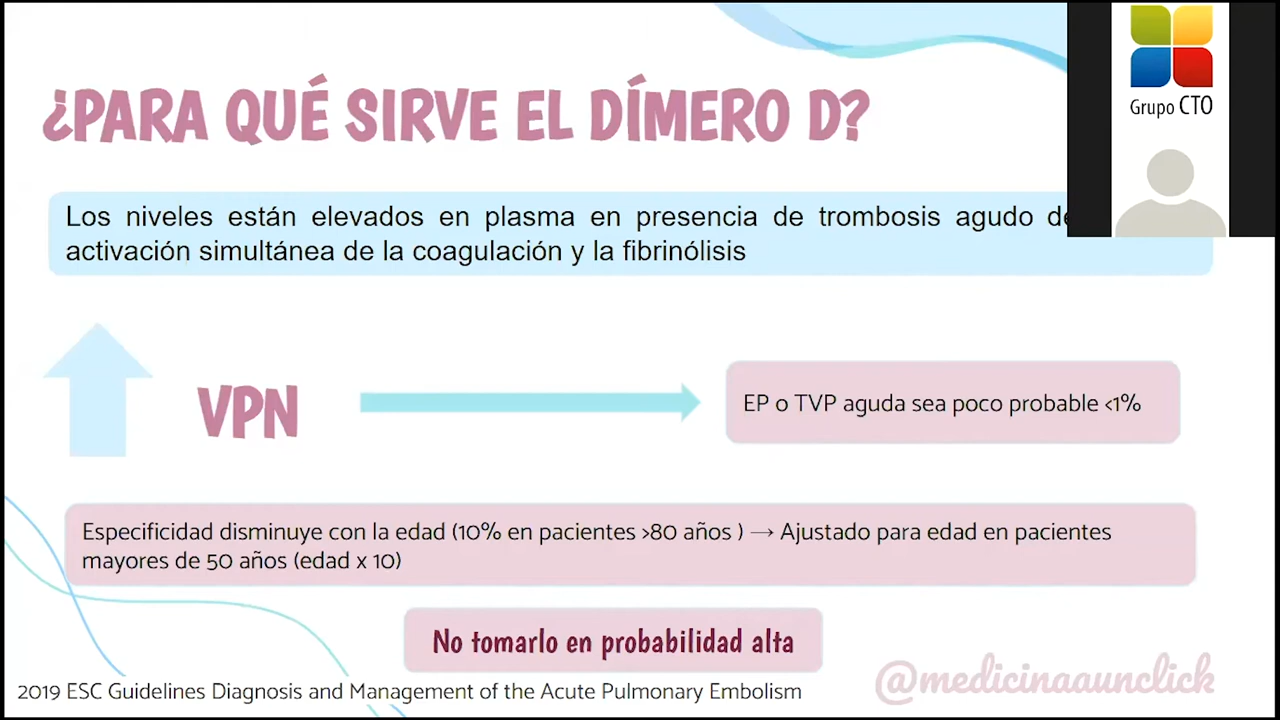 ¿PARA QUÉ SIRVE EL DÍMERO D?
Grupo CTO
Los niveles están elevados en plasma en presencia de trombosis agudo
activación simultánea de la coagulación y la fibrinólisis
VPN
EP o TVP aguda sea poco probable <1%
Especificidad disminuye con la edad (10% en pacientes >80 años ) → Ajustado para edad en pacientes
mayores de 50 años (edad x 10)
No tomarlo en probabilidad alta
2019 ESC Guidelines Diagnosis and Management of the Acute Pulmonary Embolism
@medicinaaunclick